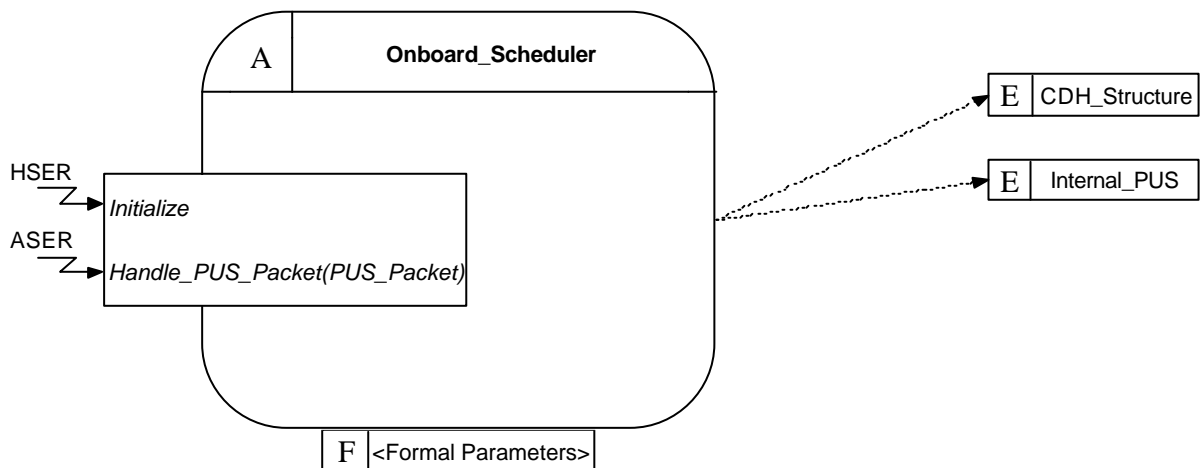 A Onboard_Scheduler
E CDH_Structure
E Internal_PUS
HSER
Initialize
ASER
Handle_PUS_Packet(PUS_Packet)
F <Formal Parameters>